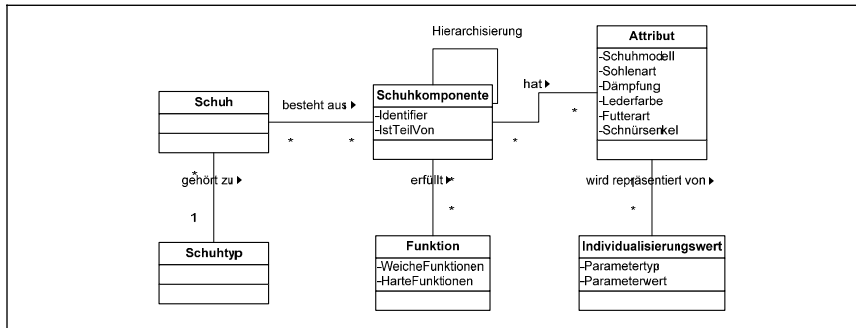 Hierarchisierung
Attribut
-Schuhmodell
-Sohlenart
-Dämpfung
-Lederfarbe
-Futterart
-Schnürsenkel
hat
Schuh
besteht aus
Schuhkomponente
-Identifier
-IstTeilVon
*
*
*
*
*
gehört zu
1
erfüllt
*
*
wird repräsentiert von
1
*
Schuhtyp
Funktion
-WeicheFunktionen
-HarteFunktionen
Individualisierungswert
-Parametertyp
-Parameterwert